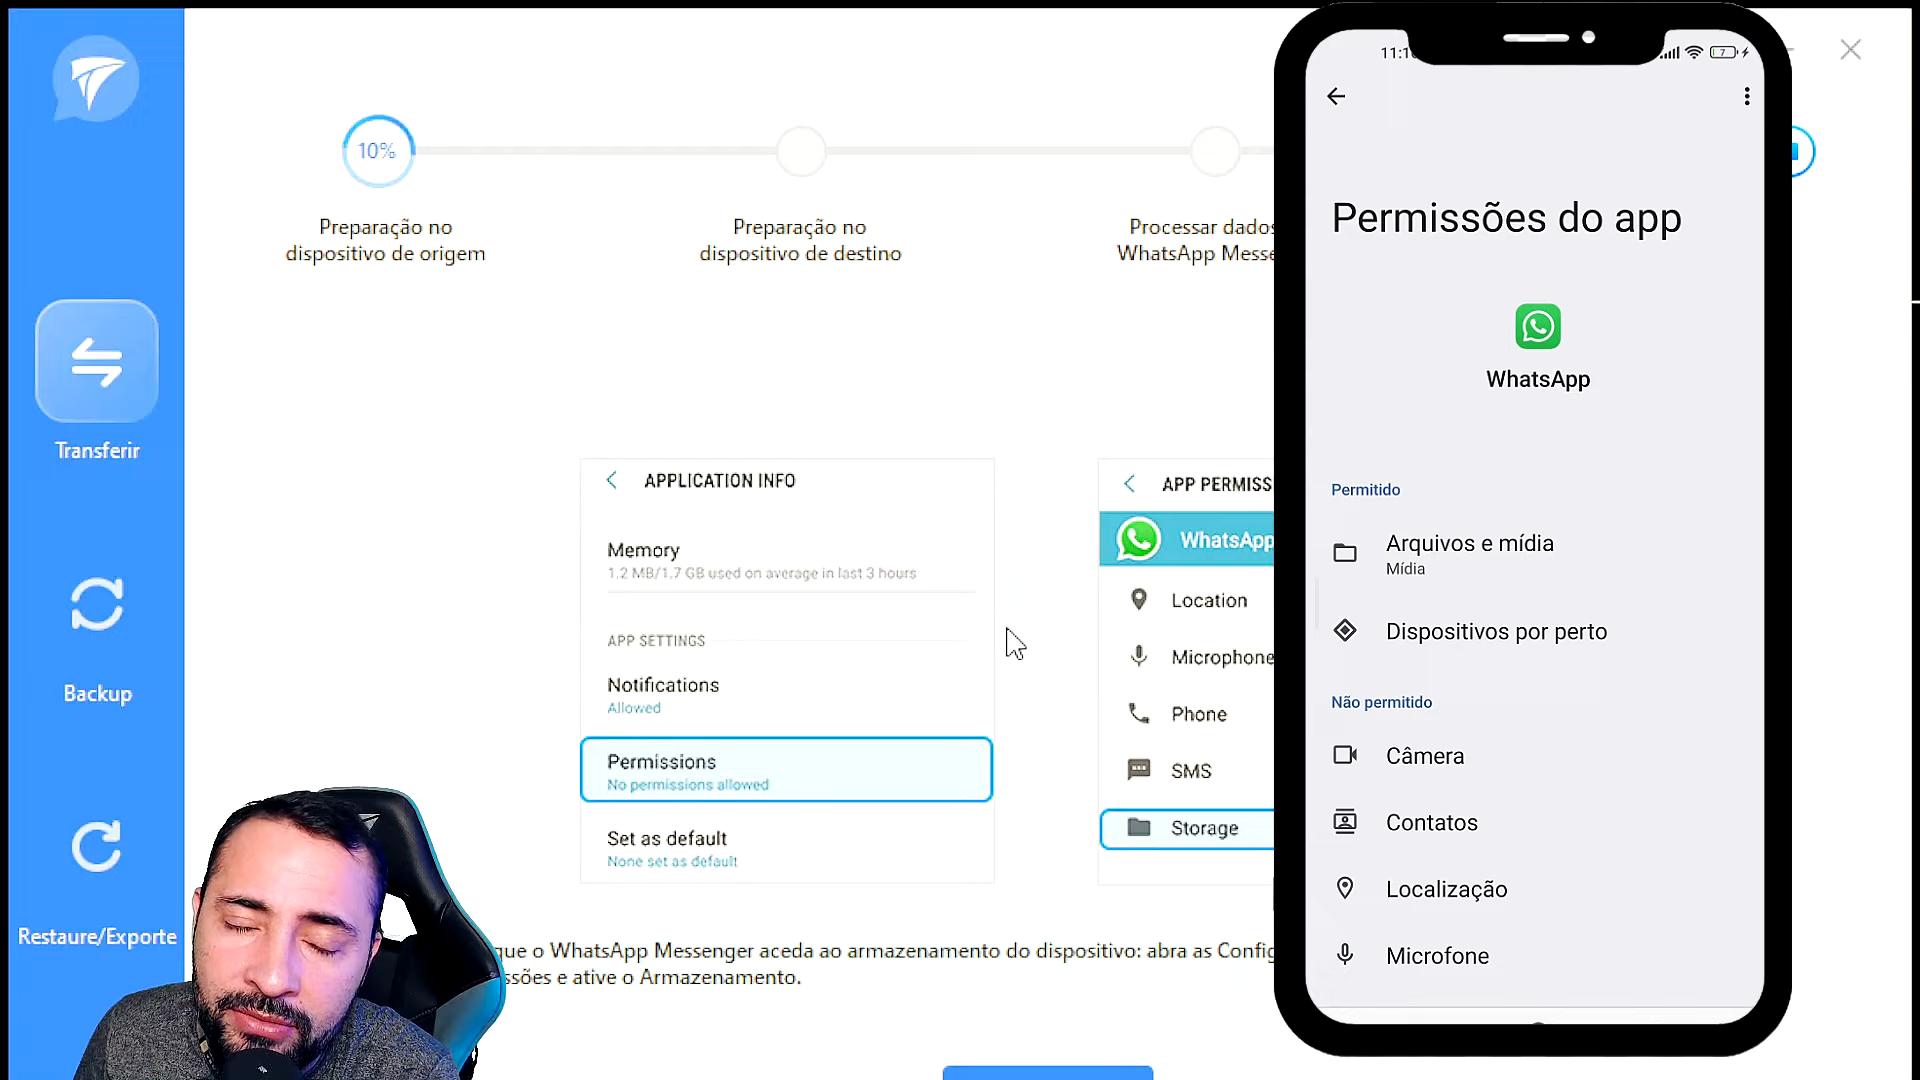 10%
Preparação no
dispositivo de origem
Preparação no
dispositivo de destino
Processar dados
WhatsApp Messe
Transferir
Backup
Restaure/Exporte
APPLICATION INFO
Memory
1.2 MB/1.7 GB used on average in last 3 hours
APP SETTINGS
Notifications
Allowed
Permissions
No permissions allowed
Set as default
None set as default
APP PERMISS
WhatsApp
Location
Microphone
Phone
SMS
Storage
que o WhatsApp Messenger aceda ao armazenamento do dispositivo: abra as Config
ssões e ative o Armazenamento.
11:1
7
Permissões do app
WhatsApp
Permitido
Arquivos e mídia
Mídia
Dispositivos por perto
Não permitido
Câmera
Contatos
Localização
Microfone